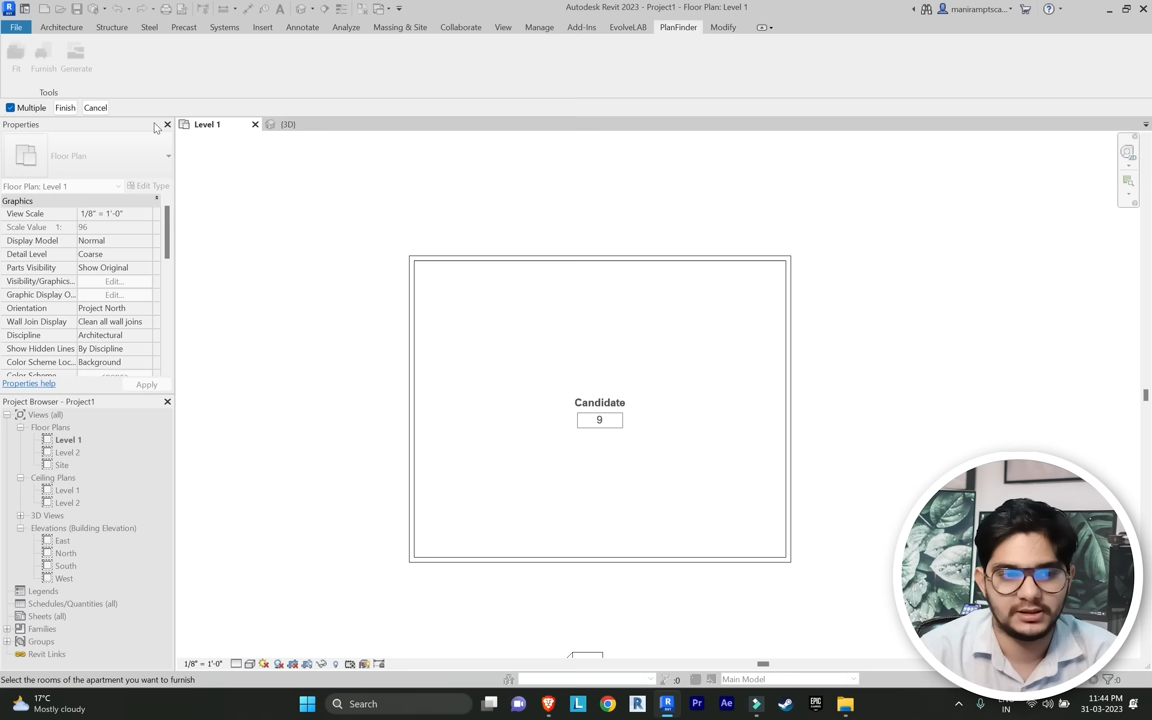 Autodesk Revit 2023 - Project1 - Floor Plan: Level 1
maniramptsca...
File Architecture Structure Steel Precast Systems Insert Annotate Analyze Massing & Site Collaborate View Manage Add-Ins EvolveLAB PlanFinder Modify
Fit Furnish Generate
Tools
Multiple Finish Cancel
Properties
Level 1 {3D}
Floor Plan
Floor Plan: Level 1 Edit Type
Graphics
View Scale 1/8" = 1'-0"
Scale Value 1: 96
Display Model Normal
Detail Level Coarse
Parts Visibility Show Original
Visibility/Graphics... Edit...
Graphic Display O... Edit...
Orientation Project North
Wall Join Display Clean all wall joins
Discipline Architectural
Show Hidden Lines By Discipline
Color Scheme Loc... Background
Color Scheme <none>
Properties help Apply
Candidate
9
Project Browser - Project1
Views (all)
Floor Plans
Level 1
Level 2
Site
Ceiling Plans
Level 1
Level 2
3D Views
Elevations (Building Elevation)
East
North
South
West
Legends
Schedules/Quantities (all)
Sheets (all)
Families
Groups
Revit Links
1/8" = 1'-0"
Select the rooms of the apartment you want to furnish
:0 Main Model :0
17°C
Mostly cloudy
Search
ENG
IN
11:44 PM
31-03-2023